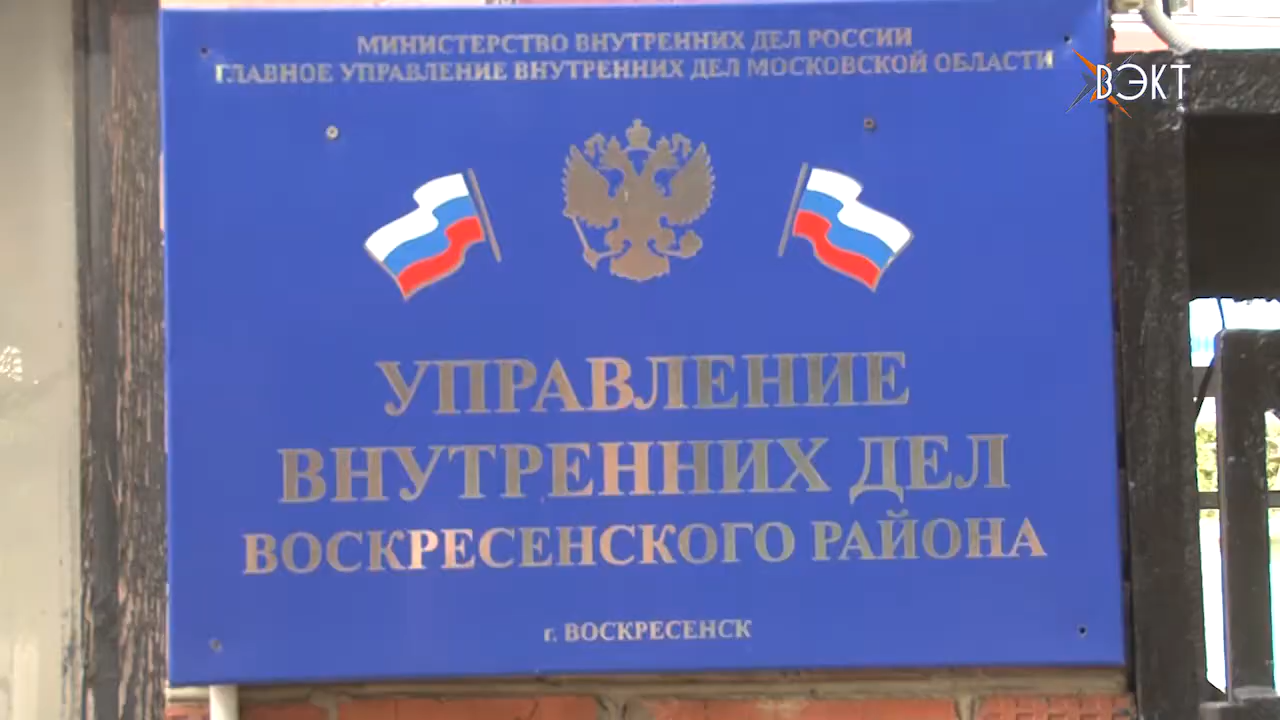 МИНИСТЕРСТВО ВНУТРЕННИХ ДЕЛ РОССИИ
ГЛАВНОЕ УПРАВЛЕНИЕ ВНУТРЕННИХ ДЕЛ МОСКОВСКОЙ ОБЛАСТИ
ВЭКТ
УПРАВЛЕНИЕ
ВНУТРЕННИХ ДЕЛ
ВОСКРЕСЕНСКОГО РАЙОНА
г. ВОСКРЕСЕНСК